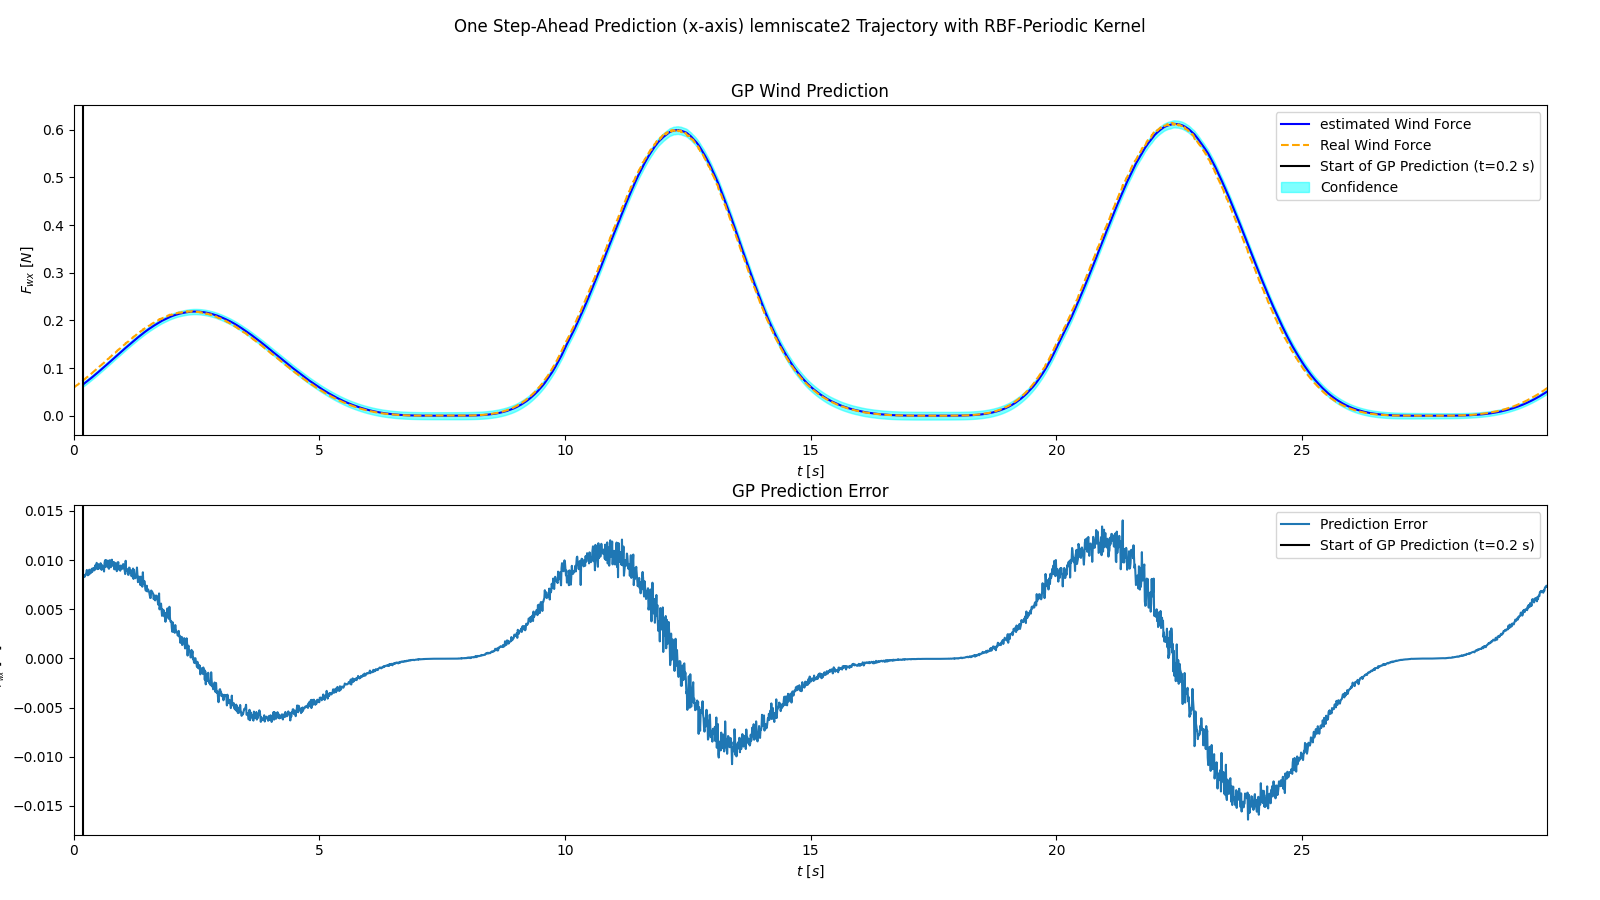 One Step-Ahead Prediction (x-axis) lemniscate2 Trajectory with RBF-Periodic Kernel
GP Wind Prediction
estimated Wind Force
Real Wind Force
Start of GP Prediction (t=0.2 s)
Confidence
0.6
0.5
0.4
0.3
0.2
0.1
0.0
F_wx [N]
0 5 10 15 20 25
t [s]
GP Prediction Error
Prediction Error
Start of GP Prediction (t=0.2 s)
0.015
0.010
0.005
0.000
−0.005
−0.010
−0.015
0 5 10 15 20 25
t [s]